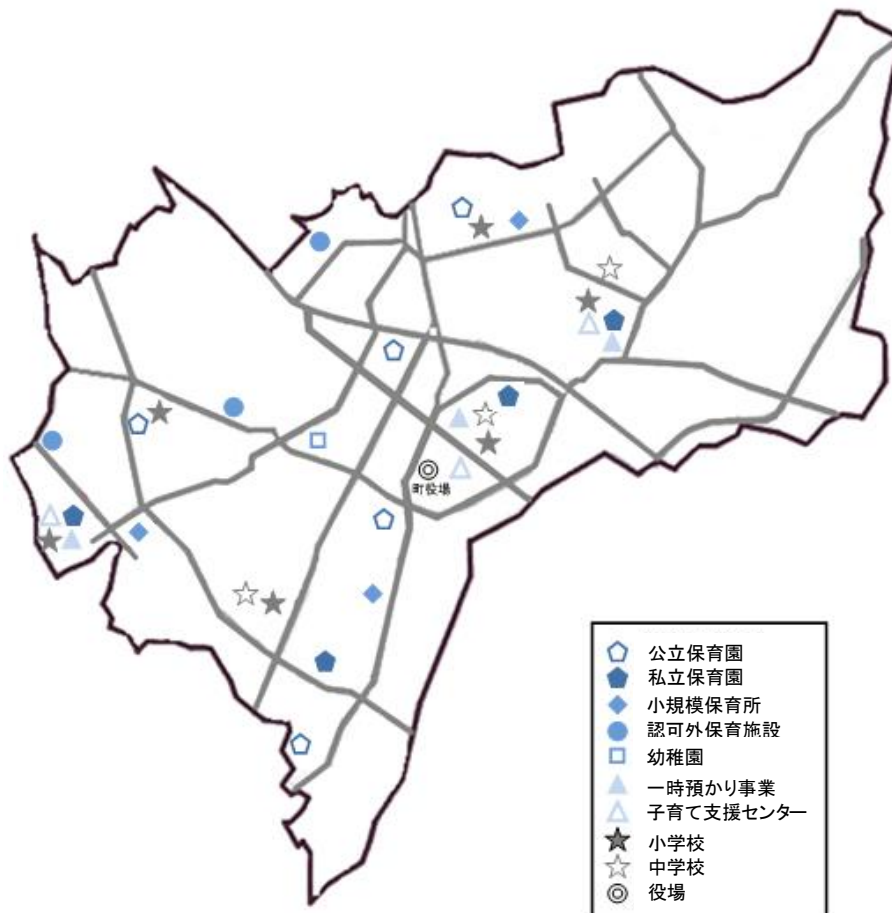 町役場
公立保育園
私立保育園
小規模保育所
認可外保育施設
幼稚園
一時預かり事業
子育て支援センター
小学校
中学校
役場